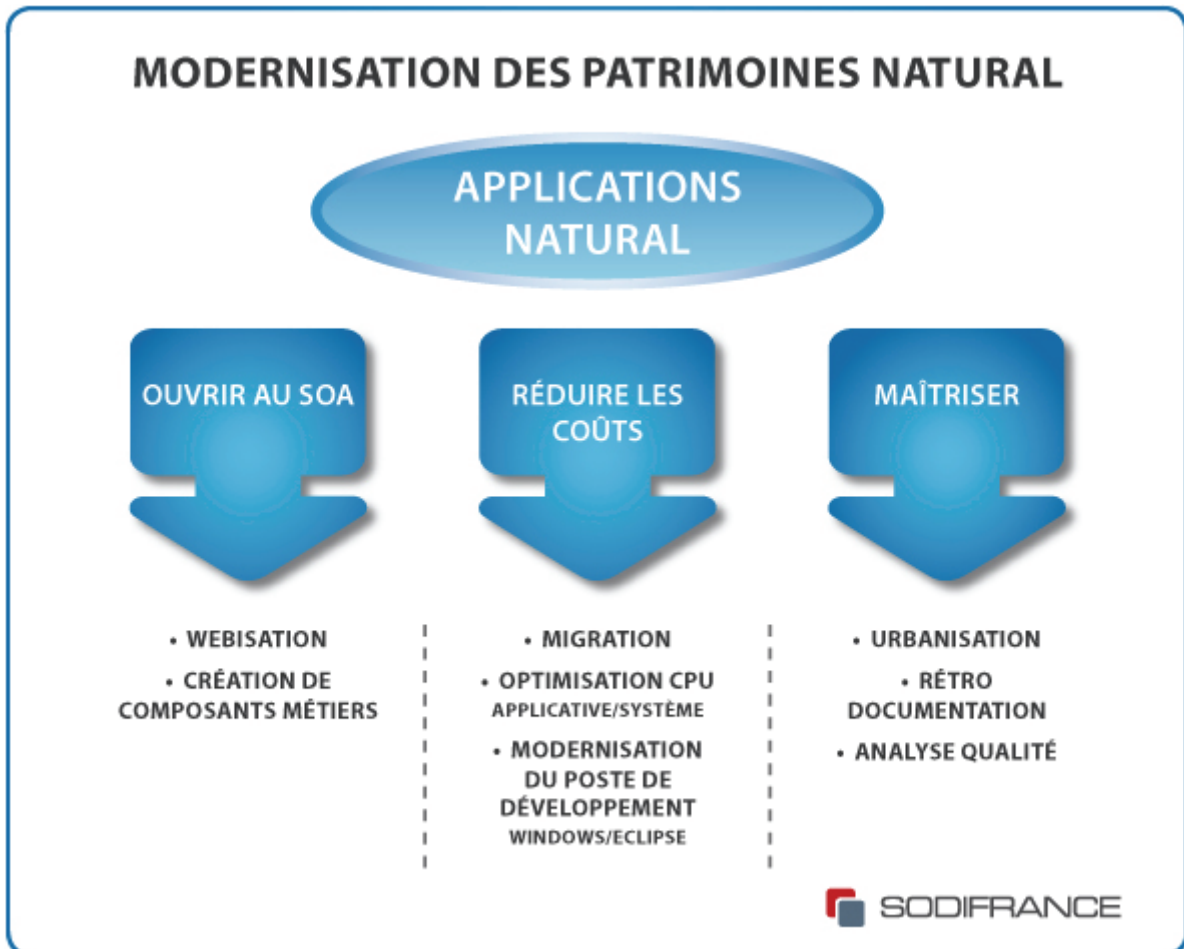 MODERNISATION DES PATRIMOINES NATURAL
APPLICATIONS
NATURAL
OUVRIR AU SOA
RÉDUIRE LES
COÛTS
MAÎTRISER
• WEBISATION
• CRÉATION DE
COMPOSANTS MÉTIERS
• MIGRATION
• OPTIMISATION CPU
APPLICATIVE/SYSTÈME
• MODERNISATION
DU POSTE DE
DÉVELOPPEMENT
WINDOWS/ECLIPSE
• URBANISATION
• RÉTRO
DOCUMENTATION
• ANALYSE QUALITÉ
SODIFRANCE